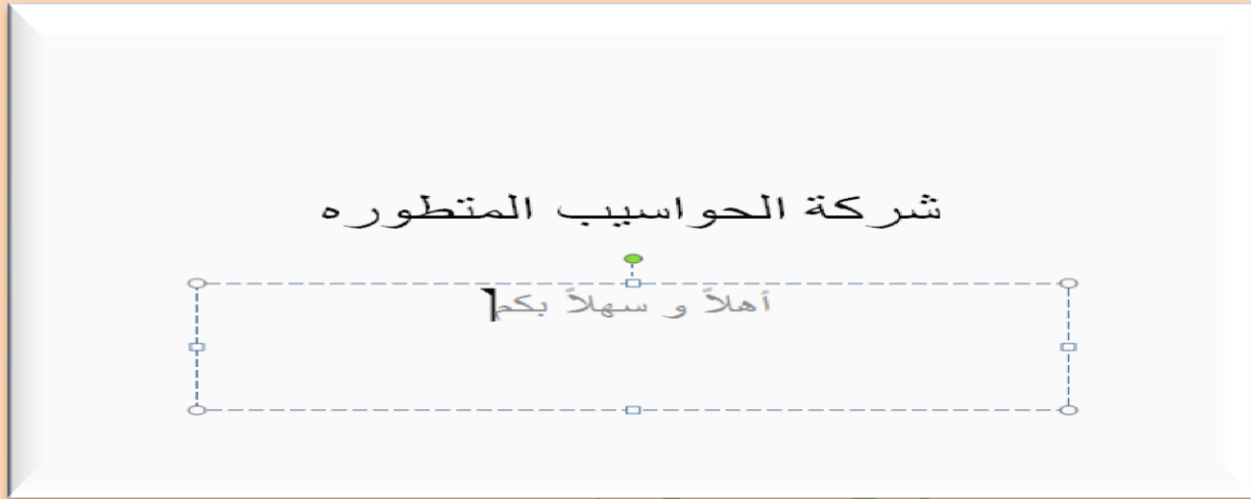 شركة الحواسيب المتطوره
أهلاً و سهلاً بكم